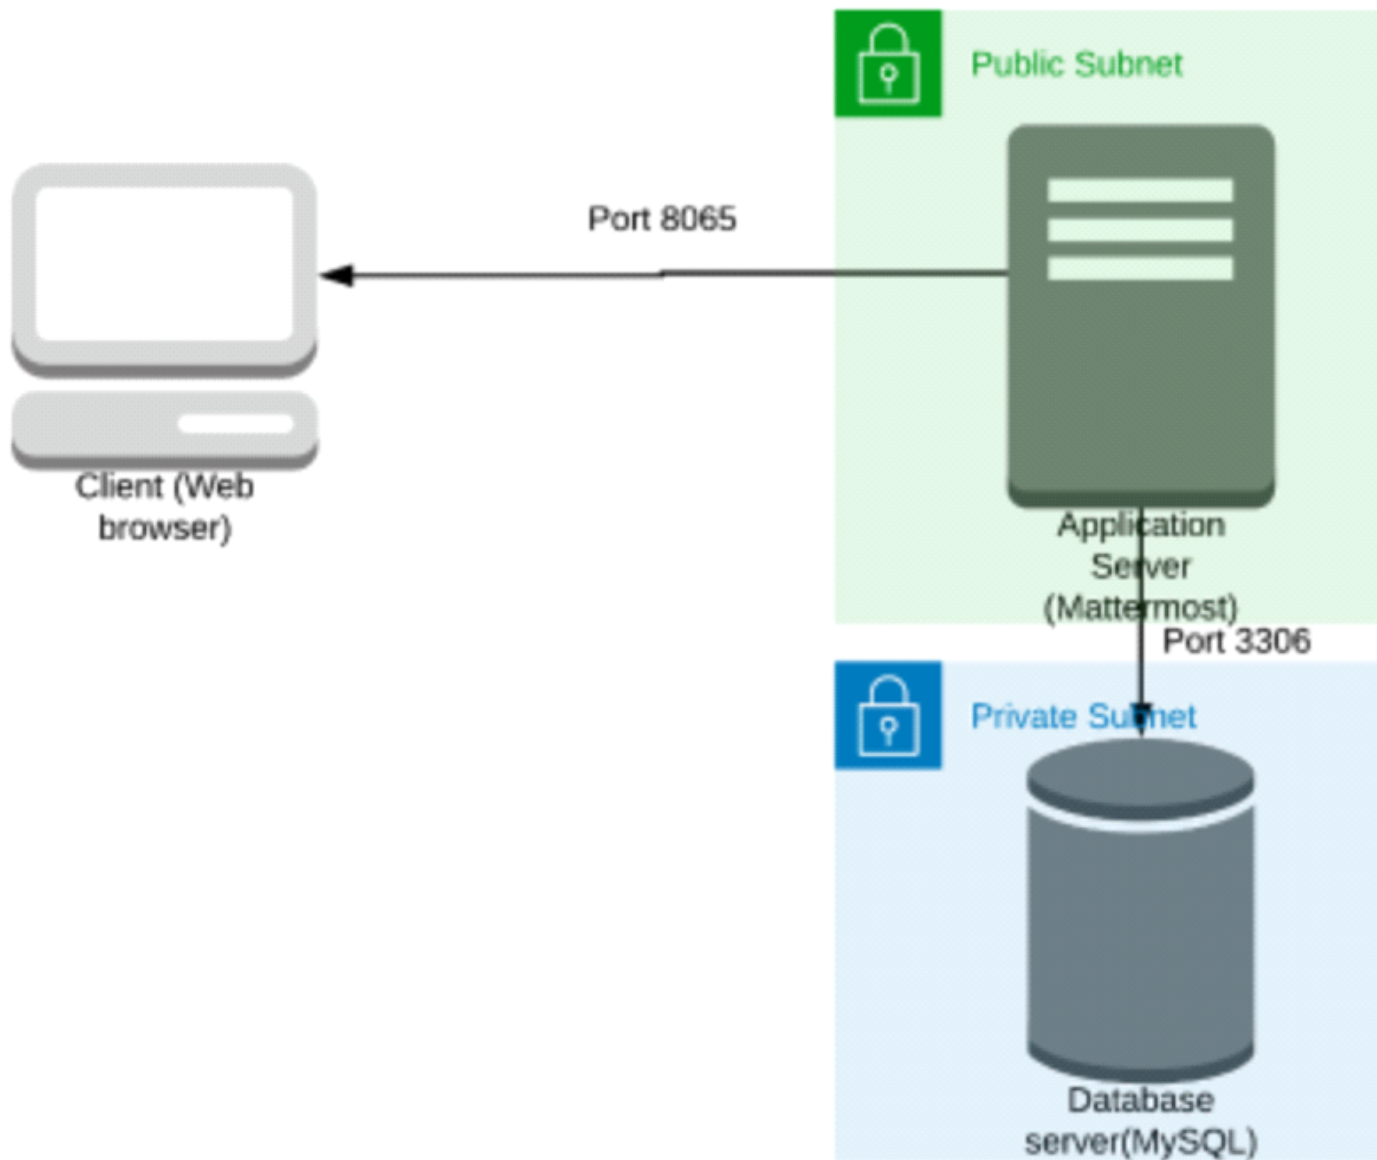 Public Subnet
Port 8065
Client (Web
browser)
Application
Server
(Mattermost)
Port 3306
Private Subnet
Database
server(MySQL)